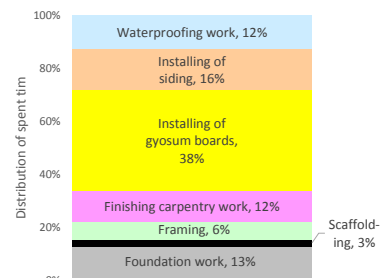 100%
Waterproofing work, 12%
80%
Installing of
siding, 16%
Distribution of spent tim
60%
Installing of
gyosum boards,
38%
40%
Finishing carpentry work, 12%
20%
Framing, 6%
Scaffold-
ing, 3%
Foundation work, 13%
0%